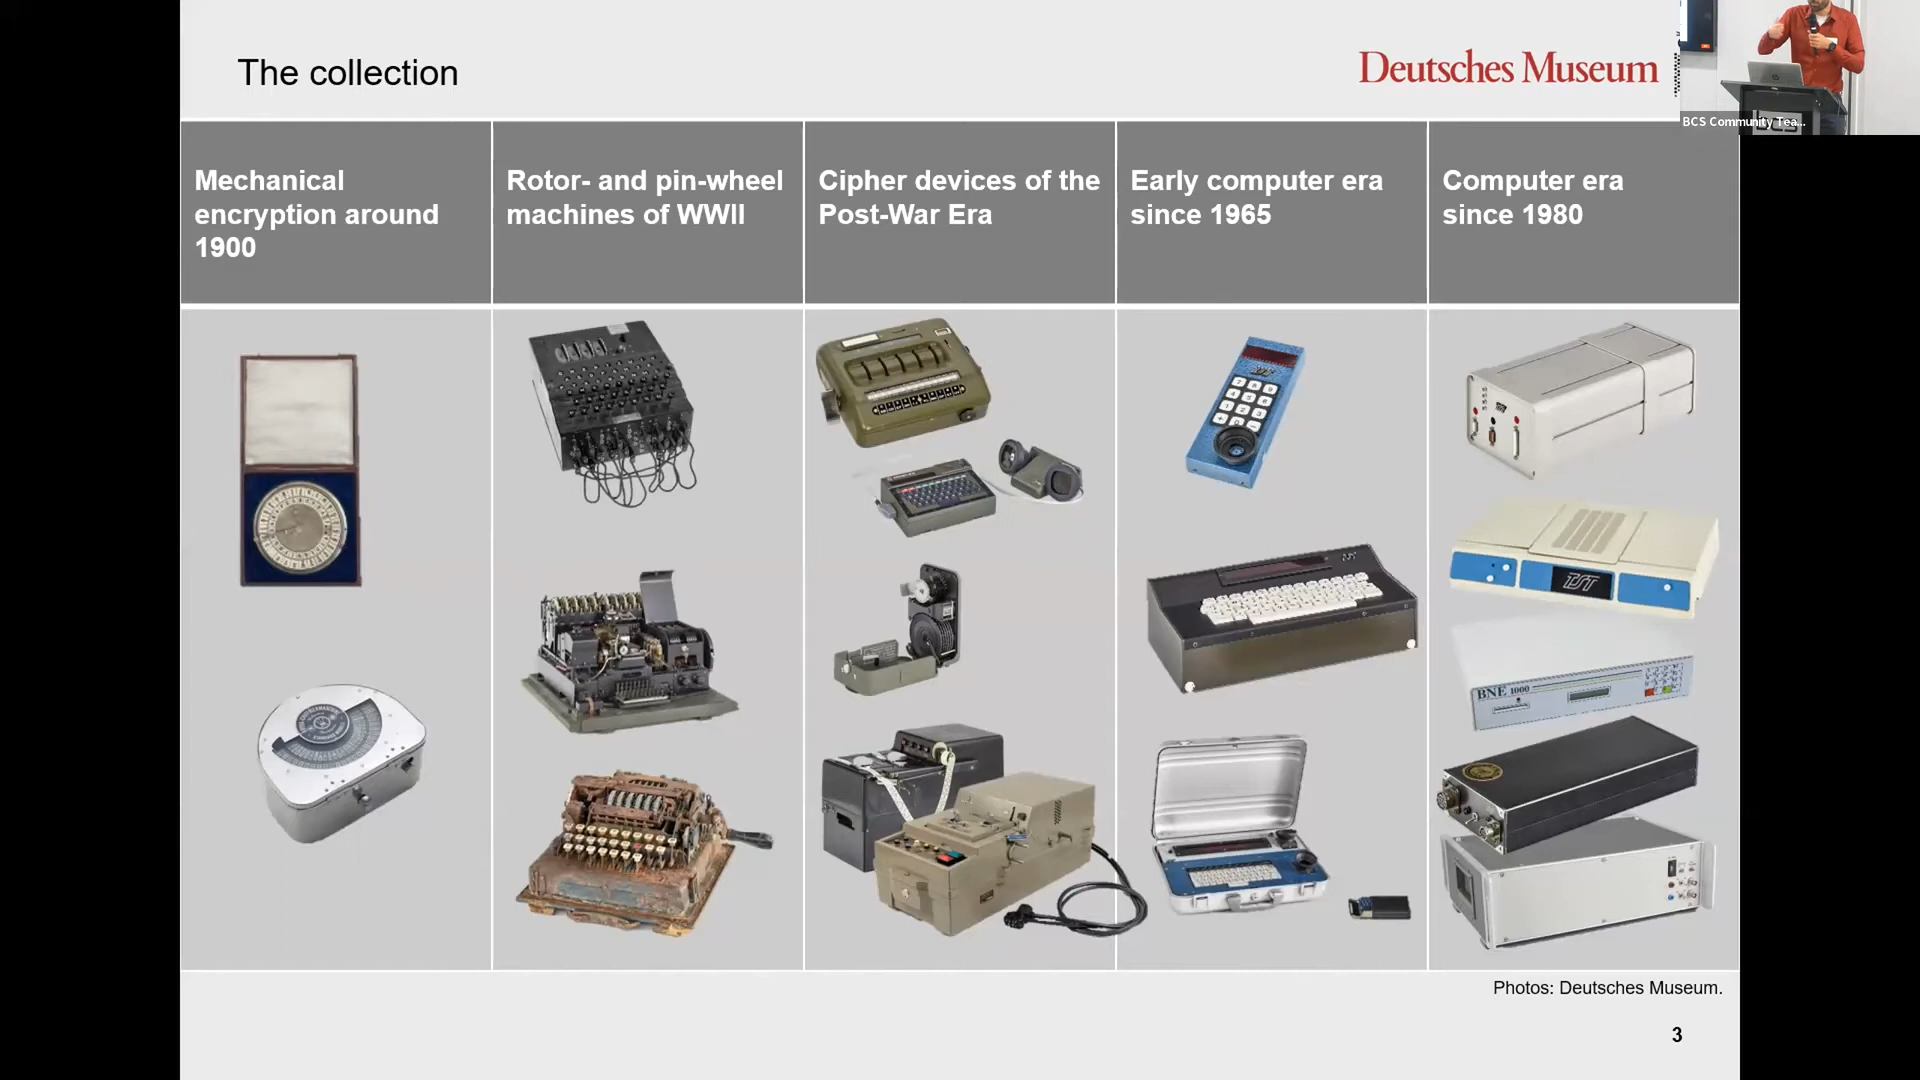 The collection
Deutsches Museum
BCS Community Tea...
BCS
Mechanical
encryption around
1900
Rotor- and pin-wheel
machines of WWII
Cipher devices of the
Post-War Era
Early computer era
since 1965
Computer era
since 1980
TST
BNE 1000
Photos: Deutsches Museum.
3